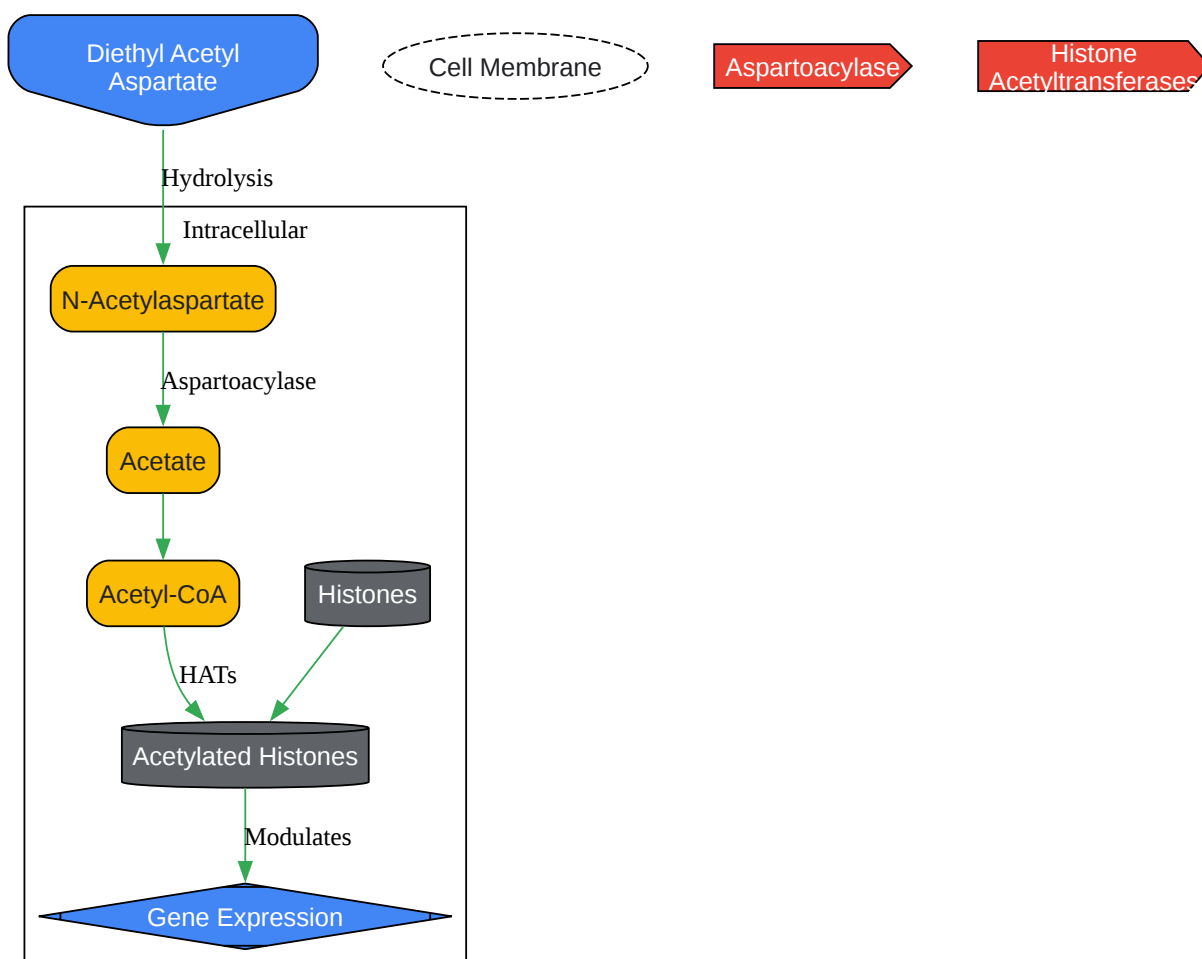 Diethyl Acetyl
Aspartate
Cell Membrane
Aspartoacylase
Histone
Acetyltransferases
Hydrolysis
Intracellular
N-Acetylaspartate
Aspartoacylase
Acetate
Acetyl-CoA
Histones
HATs
Acetylated Histones
Modulates
Gene Expression